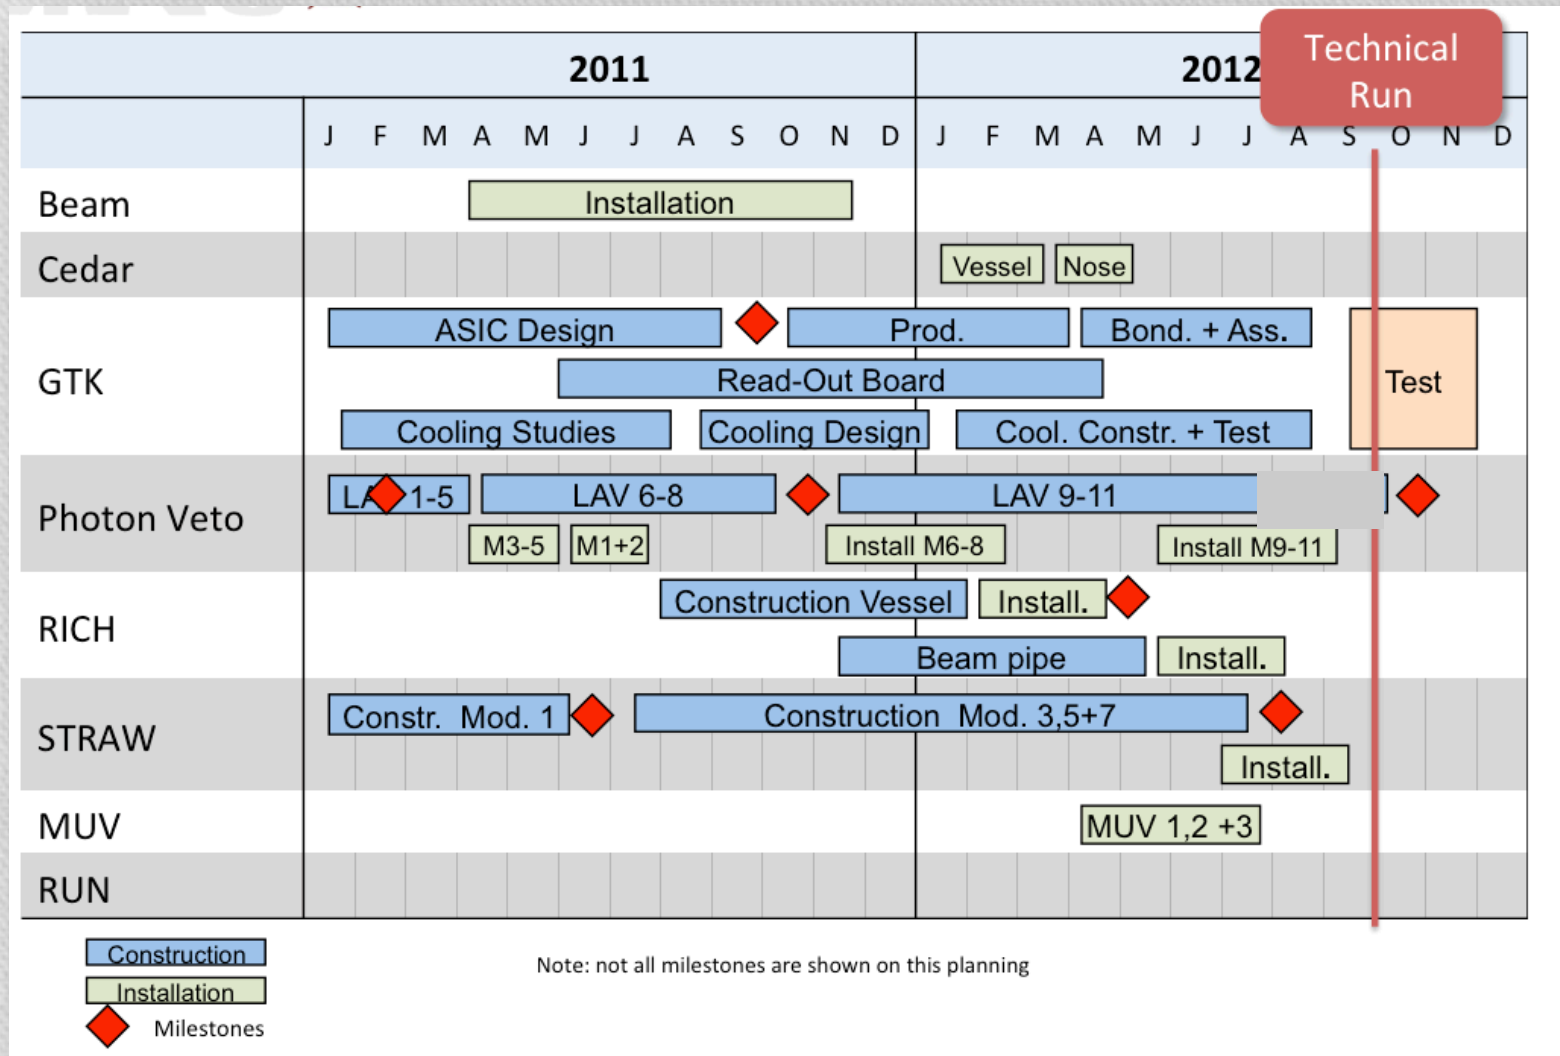 2011 2012
Technical
Run
J F M A M J J A S O N D J F M A M J J A S O N D
Beam Installation
Cedar Vessel Nose
ASIC Design Prod. Bond. + Ass.
GTK Read-Out Board Test
Cooling Studies Cooling Design Cool. Constr. + Test
Photon Veto
1-5 LAV 6-8 LAV 9-11
M3-5 M1+2 Install M6-8 Install M9-11
RICH
Construction Vessel Install.
Beam pipe Install.
STRAW
Constr. Mod. 1 Construction Mod. 3,5+7
Install.
MUV MUV 1,2 +3
RUN
Construction
Installation
Milestones
Note: not all milestones are shown on this planning